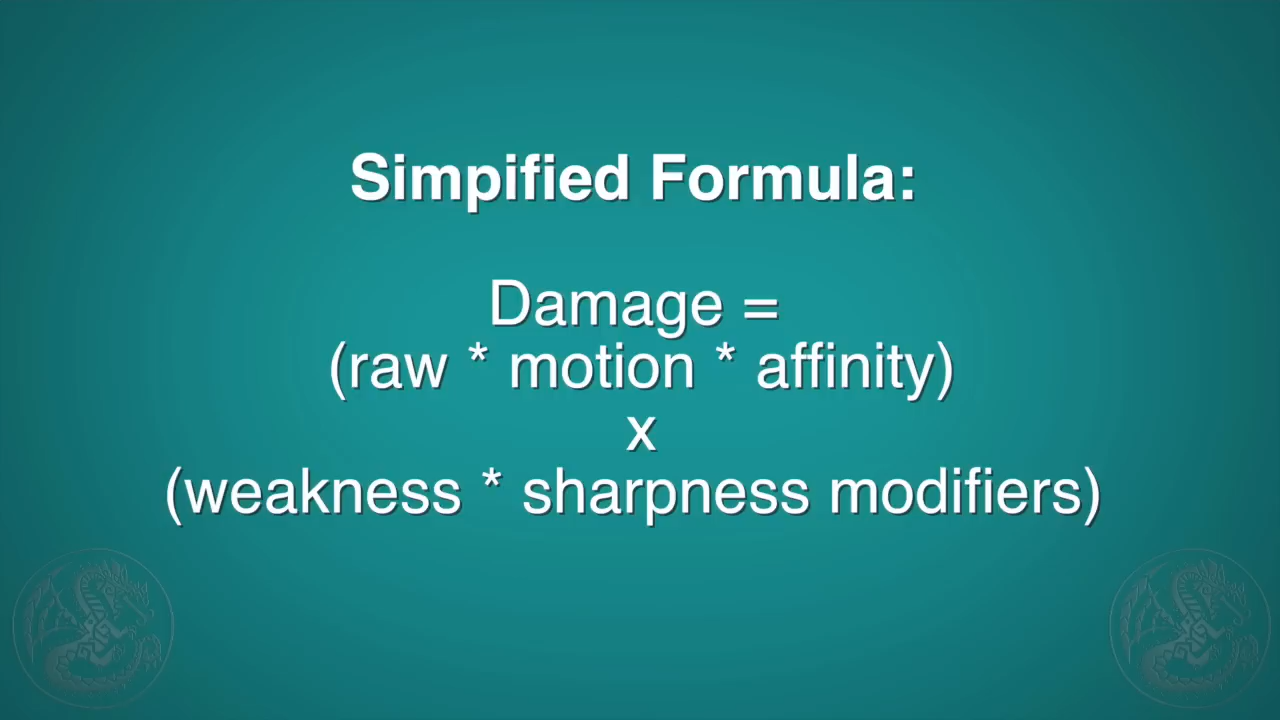 Simpified Formula:
Damage =
(raw * motion * affinity)
x
(weakness * sharpness modifiers)